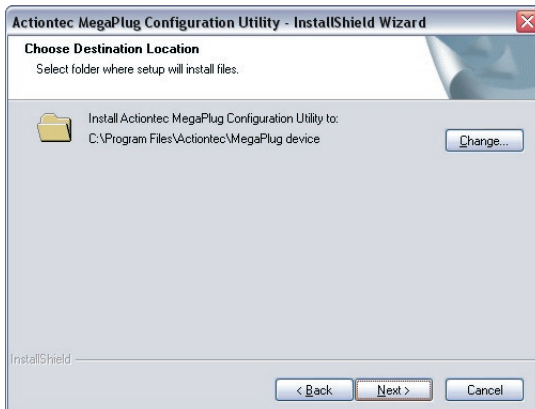 Actiontec MegaPlug Configuration Utility - InstallShield Wizard
Choose Destination Location
Select folder where setup will install files.
Install Actiontec MegaPlug Configuration Utility to:
C:\Program Files\Actiontec\MegaPlug device
Change...
InstallShield
< Back
Next >
Cancel